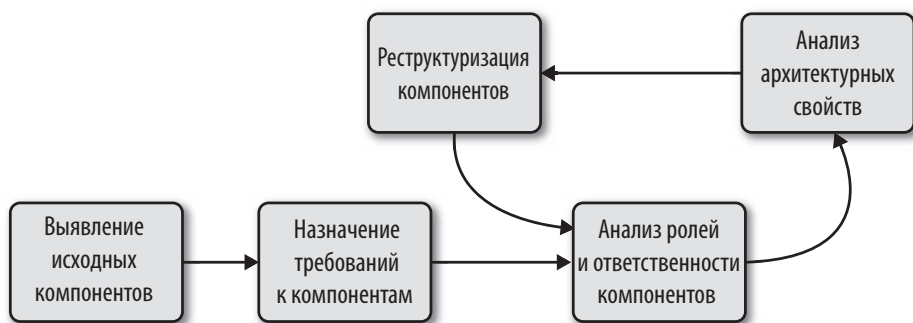 Реструктуризация
компонентов
Анализ
архитектурных
свойств
Выявление
исходных
компонентов
Назначение
требований
к компонентам
Анализ ролей
и ответственности
компонентов